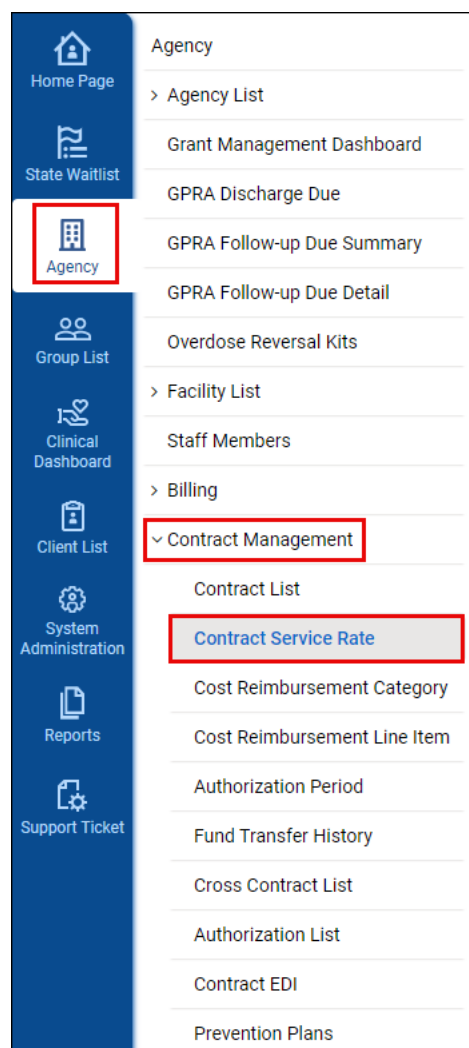 Home Page
State Waitlist
Agency
Group List
Clinical
Dashboard
Client List
System
Administration
Reports
Support Ticket
Agency
> Agency List
Grant Management Dashboard
GPRA Discharge Due
GPRA Follow-up Due Summary
GPRA Follow-up Due Detail
Overdose Reversal Kits
> Facility List
Staff Members
> Billing
Contract Management
Contract List
Contract Service Rate
Cost Reimbursement Category
Cost Reimbursement Line Item
Authorization Period
Fund Transfer History
Cross Contract List
Authorization List
Contract EDI
Prevention Plans